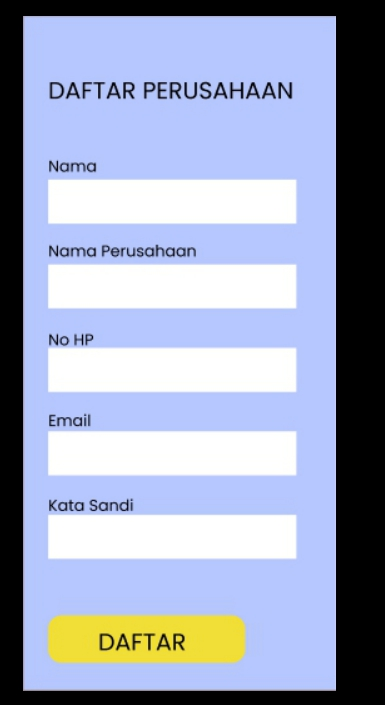 DAFTAR PERUSAHAAN
Nama
Nama Perusahaan
No HP
Email
Kata Sandi
DAFTAR